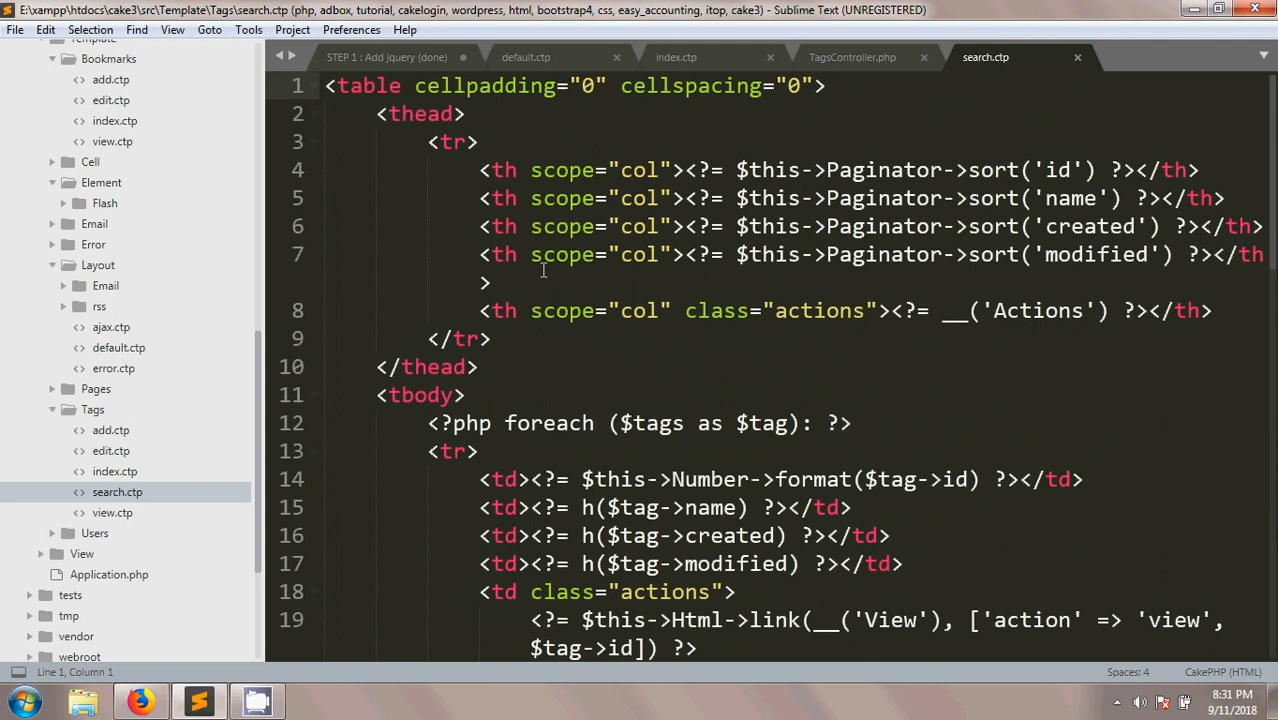 E:\xampp\htdocs\cake3\src\Template\Tags\search.ctp (php, adbox, tutorial, cakelogin, wordpress, html, bootstrap4, css, easy_accounting, itop, cake3) - Sublime Text (UNREGISTERED)
File Edit Selection Find View Goto Tools Project Preferences Help
STEP 1 : Add jquery (done) default.ctp index.ctp TagsController.php search.ctp
Template
Bookmarks
add.ctp
edit.ctp
index.ctp
view.ctp
Cell
Element
Flash
Email
Error
Layout
Email
rss
ajax.ctp
default.ctp
error.ctp
Pages
Tags
add.ctp
edit.ctp
index.ctp
search.ctp
view.ctp
Users
View
Application.php
tests
tmp
vendor
webroot
1 <table cellpadding="0" cellspacing="0">
2 <thead>
3 <tr>
4 <th scope="col"><?= $this->Paginator->sort('id') ?></th>
5 <th scope="col"><?= $this->Paginator->sort('name') ?></th>
6 <th scope="col"><?= $this->Paginator->sort('created') ?></th>
7 <th scope="col"><?= $this->Paginator->sort('modified') ?></th
>
8 <th scope="col" class="actions"><?= __('Actions') ?></th>
9 </tr>
10 </thead>
11 <tbody>
12 <?php foreach ($tags as $tag): ?>
13 <tr>
14 <td><?= $this->Number->format($tag->id) ?></td>
15 <td><?= h($tag->name) ?></td>
16 <td><?= h($tag->created) ?></td>
17 <td><?= h($tag->modified) ?></td>
18 <td class="actions">
19 <?= $this->Html->link(__('View'), ['action' => 'view',
$tag->id]) ?>
Line 1, Column 1 Spaces: 4 CakePHP (HTML)
8:31 PM
9/11/2018